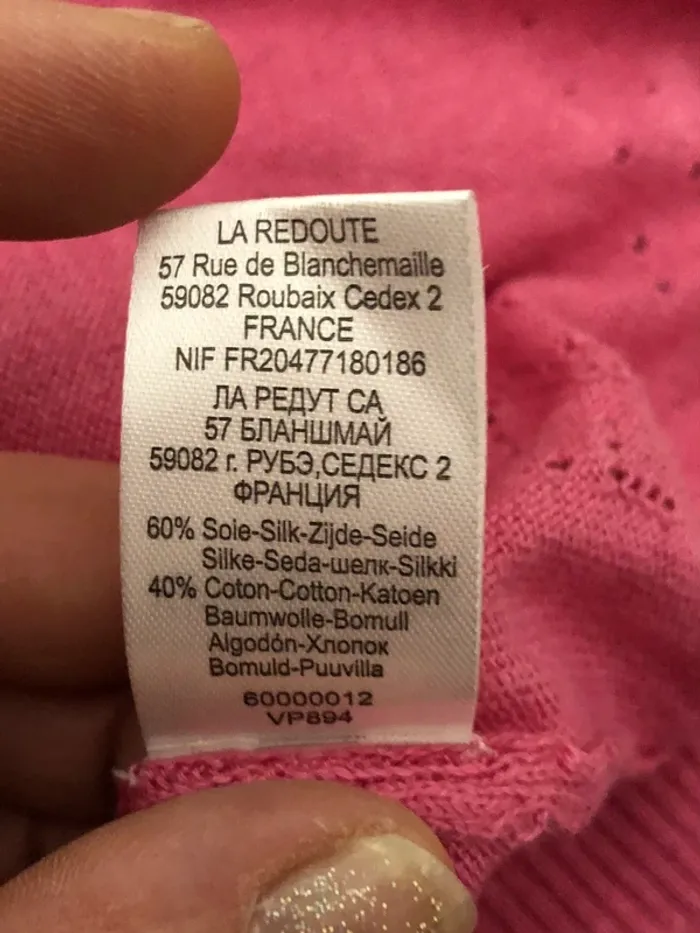 LA REDOUTE
57 Rue de Blanchemaille
59082 Roubaix Cedex 2
FRANCE
NIF FR20477180186
ЛА РЕДУТ СА
57 БЛАНШМАЙ
59082 г. РУБЭ,СЕДЕКС 2
ФРАНЦИЯ
60% Soie-Silk-Zijde-Seide
Silke-Seda-шелк-Silkki
40% Coton-Cotton-Katoen
Baumwolle-Bomull
Algodón-Хлопок
Bomuld-Puuvilla
60000012
VP894